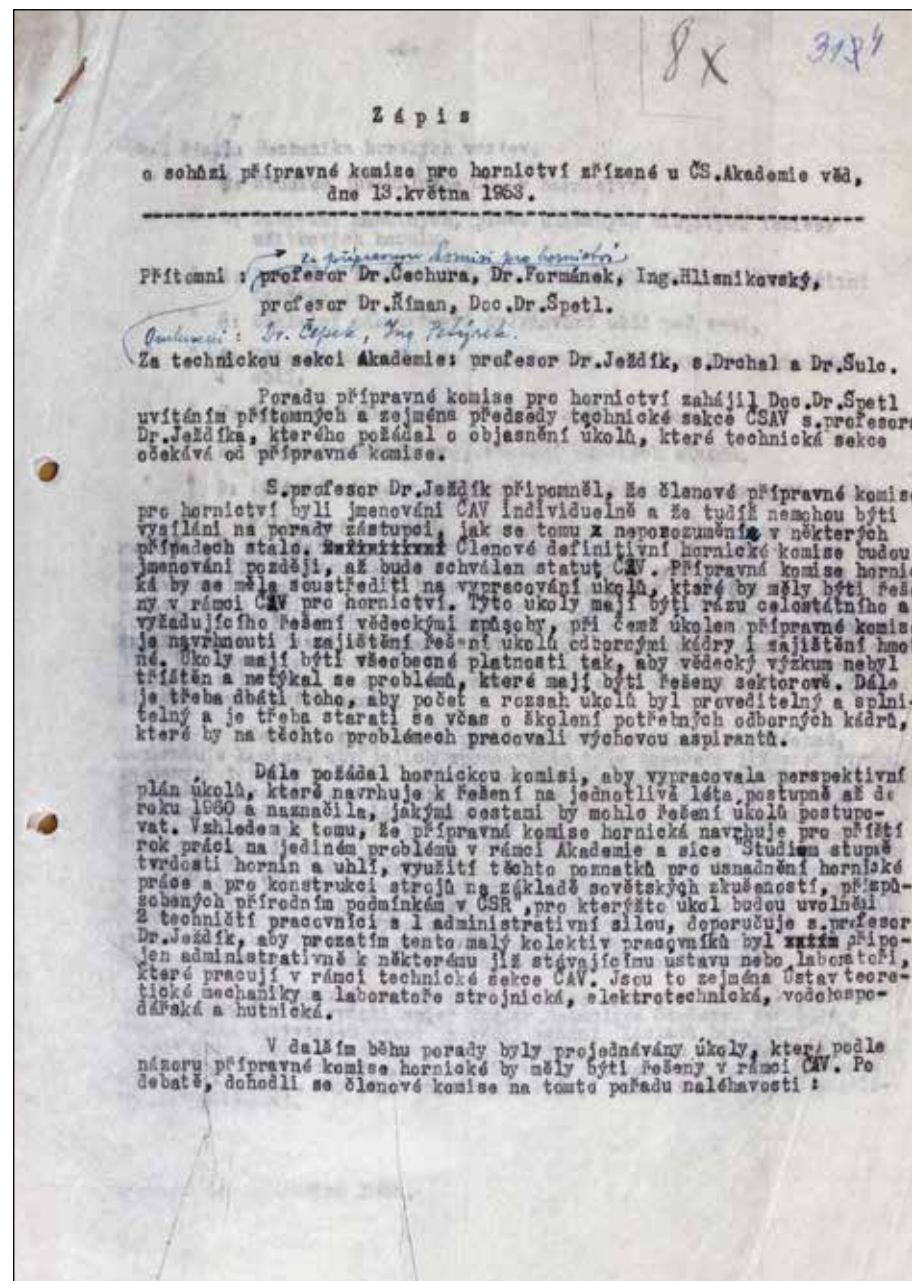 8x
Zápis
o schůzi přípravné komise pro hornictví zřízené u ČS.Akademie věd,
dne 13.května 1953.
za přípravnou komisi pro hornictví
Přítomni : profesor Dr.Čechura, Dr.Formánek, Ing.Hlisnikovský,
profesor Dr.Říman, Doc.Dr.Špetl.
Omluveni : Dr. Čepek, Ing Petýrek.
Za technickou sekci Akademie: profesor Dr.Ježdík, s.Drchal a Dr.Šulc.
Poradu přípravné komise pro hornictví zahájil Doc.Dr.Špetl
uvítáním přítomných a zejména předsedy technické sekce ČSAV s.profesora
Dr.Ježdíka, kterého požádal o objasnění úkolů, které technická sekce
očekává od přípravné komise.
S.profesor Dr.Ježdík připomněl, že členové přípravné komise
pro hornictví byli jmenováni ČAV individuelně a že tudíž nemohou býti
vysíláni na porady zástupci, jak se tomu z neporozumění v některých
případech stalo. Členové definitivní hornické komise budou
jmenováni později, až bude schválen statut ČAV. Přípravná komise hornic
ká by se měla soustřediti na vypracování úkolů, které by měly býti řeše
ny v rámci ČAV pro hornictví. Tyto úkoly mají býti rázu celostátního a
vyžadujícího řešení vědeckými způsoby, při čemž úkolem přípravné komise
je navrhnouti i zajištění řešení úkolů odbornými kádry i zajištění hmot
né. Úkoly mají býti všeobecné platnosti tak, aby vědecký výzkum nebyl
tříštěn a netýkal se problémů, které mají býti řešeny sektorově. Dále
je třeba dbáti toho, aby počet a rozsah úkolů byl proveditelný a splni-
telný a je třeba starati se včas o školení potřebných odborných kádrů,
které by na těchto problémech pracovali výchovou aspirantů.
Dále požádal hornickou komisi, aby vypracovala perspektivní
plán úkolů, které navrhuje k řešení na jednotlivá léta postupně až do
roku 1960 a naznačila, jakými cestami by mohlo řešení úkolů postupo-
vat. Vzhledem k tomu, že přípravná komise hornická navrhuje pro příští
rok práci na jediném problému v rámci Akademie a sice "Studium stupně
tvrdosti hornin a uhlí, využití těchto poznatků pro usnadnění hornické
práce a pro konstrukci strojů na základě sovětských zkušeností, přizpů-
sobených přírodním podmínkám v ČSR",pro kterýžto úkol budou uvolněni
2 techničtí pracovníci s 1 administrativní silou, doporučuje s.profesor
Dr.Ježdík, aby prozatím tento malý kolektiv pracovníků byl připo-
jen administrativně k některému již stávajícímu ústavu nebo laboratoři,
které pracují v rámci technické sekce ČAV. Jsou to zejména Ústav teore-
tické mechaniky a laboratoře strojnická, elektrotechnická, vodohospo-
dářská a hutnická.
V dalším běhu porady byly projednávány úkoly, které podle
názoru přípravné komise hornické by měly býti řešeny v rámci ČAV. Po
debatě, dohodli se členové komise na tomto pořadu naléhavosti :